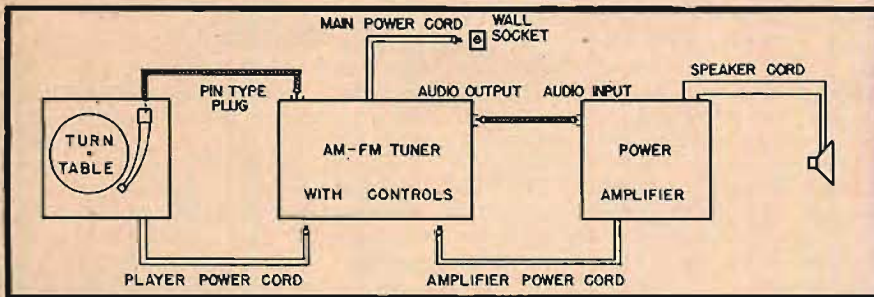 MAIN POWER CORD
WALL
SOCKET
SPEAKER CORD
PIN TYPE
PLUG
AUDIO OUTPUT
AUDIO INPUT
TURN
TABLE
AM-FM TUNER
WITH CONTROLS
POWER
AMPLIFIER
PLAYER POWER CORD
AMPLIFIER POWER CORD